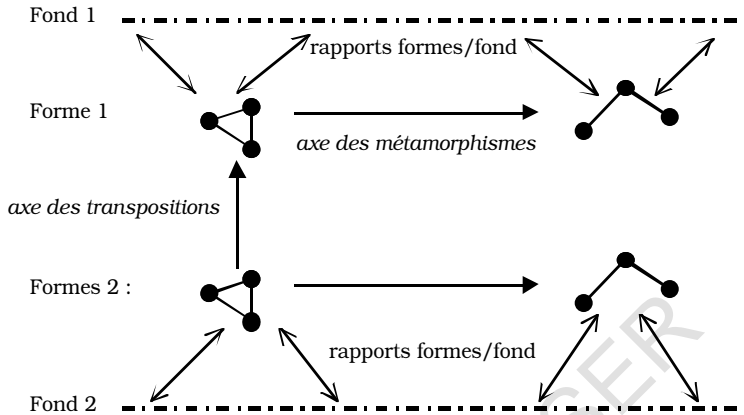 Fond 1
rapports formes/fond
Forme 1
axe des métamorphismes
axe des transpositions
Formes 2 :
rapports formes/fond
Fond 2